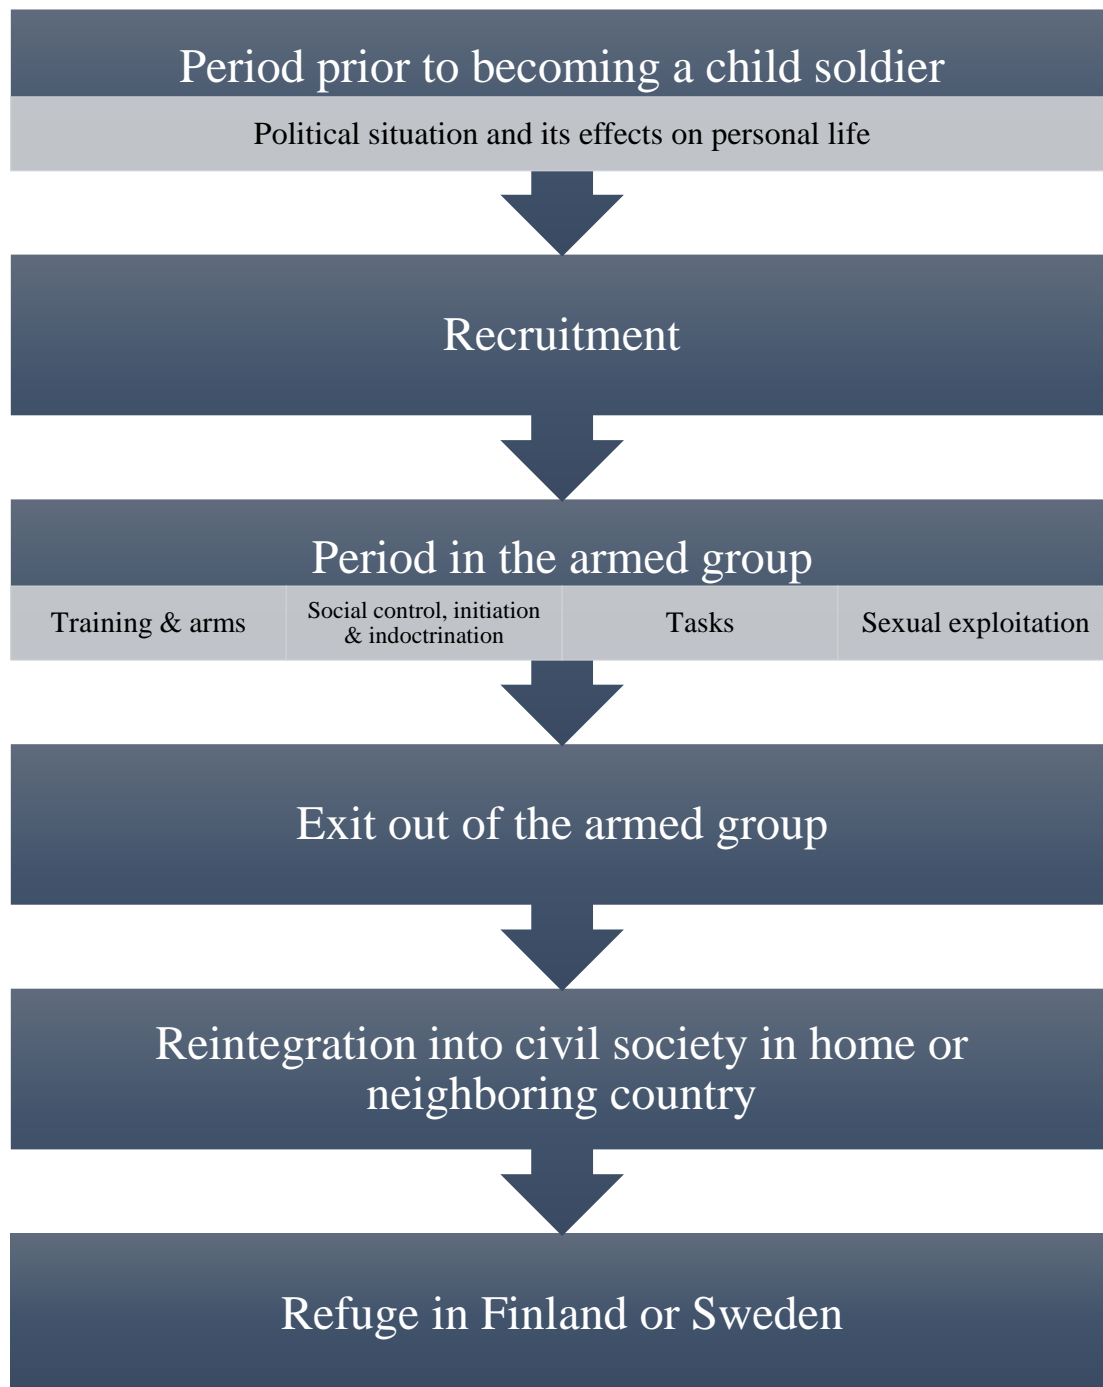 Period prior to becoming a child soldier
Political situation and its effects on personal life
Recruitment
Period in the armed group
Training & arms
Social control, initiation
& indoctrination
Tasks
Sexual exploitation
Exit out of the armed group
Reintegration into civil society in home or
neighboring country
Refuge in Finland or Sweden